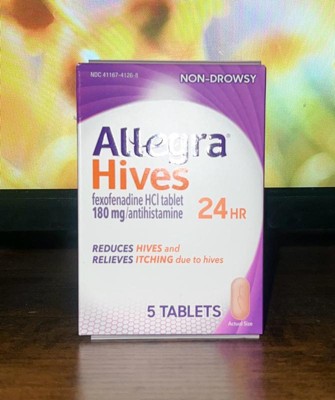 NDC 41167-4126-0
NON-DROWSY
Allegra®
Hives
fexofenadine HCl tablet
180 mg/antihistamine
24 HR
REDUCES HIVES and
RELIEVES ITCHING due to hives
5 TABLETS
Actual Size